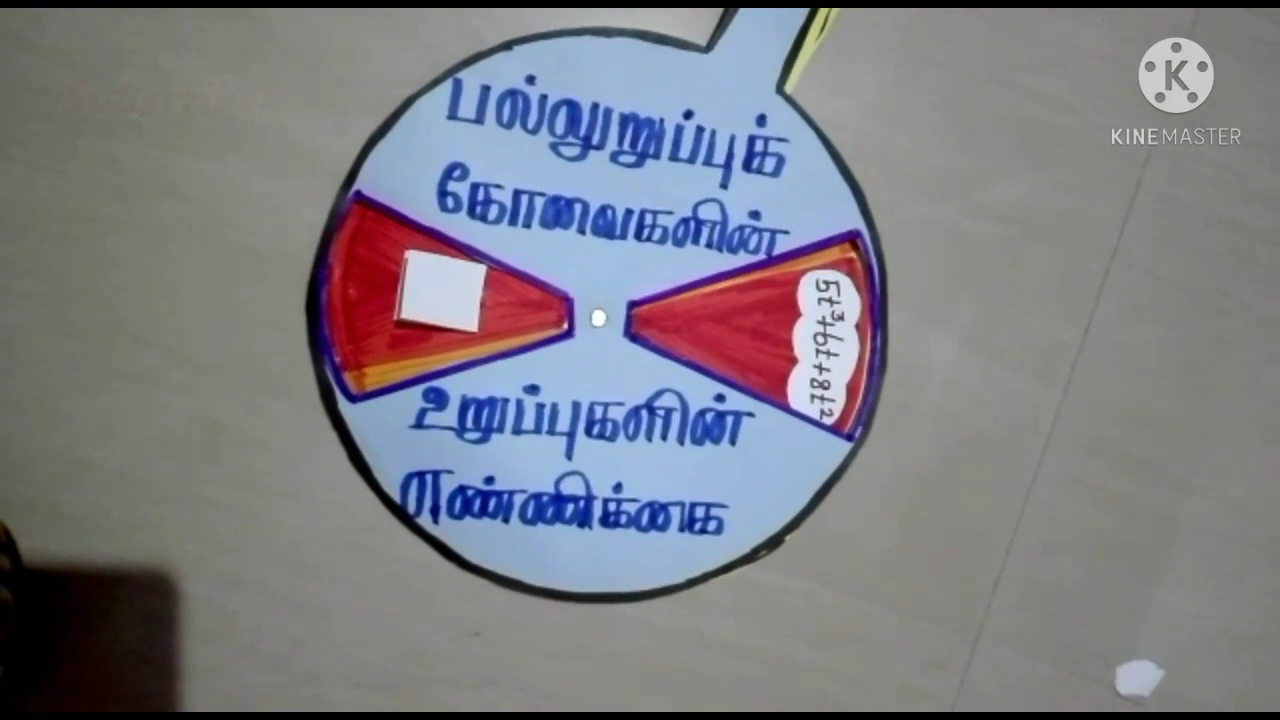 பல்லுறுப்புக்
கோவைகளின்
5t³+6t+8t²
உறுப்புகளின்
எண்ணிக்கை
KINEMASTER